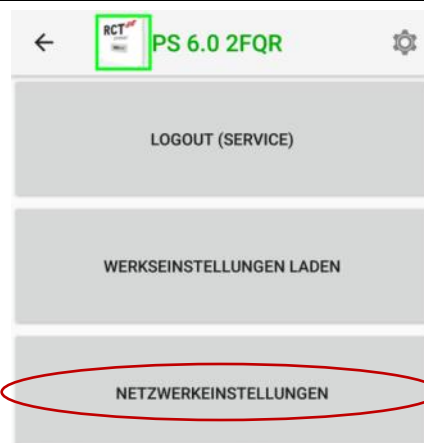 RCT
PS 6.0 2FQR
LOGOUT (SERVICE)
WERKSEINSTELLUNGEN LADEN
NETZWERKEINSTELLUNGEN